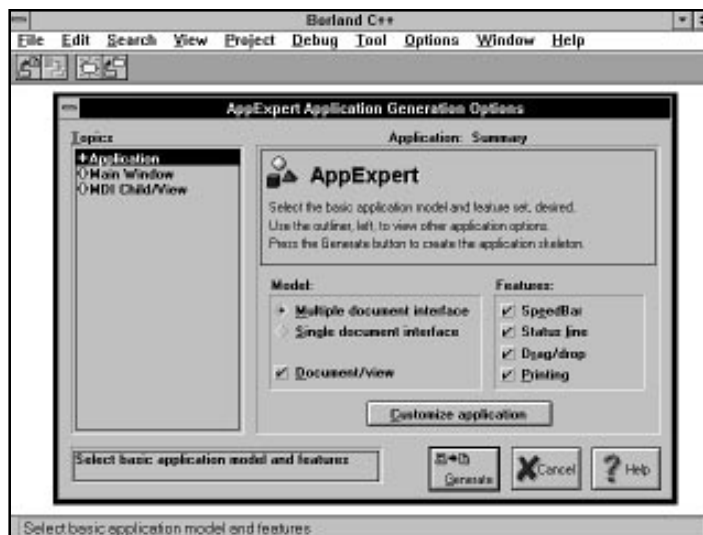 Borland C++
File Edit Search View Project Debug Tool Options Window Help
AppExpert Application Generation Options
Topics
Application: Summary
+Application
Main Window
MDI Child/View
AppExpert
Select the basic application model and feature set, desired.
Use the outliner, left, to view other application options.
Press the Generate button to create the application skeleton.
Model:
Features:
Multiple document interface
Single document interface
Document/view
SpeedBar
Status line
Drag/drop
Printing
Customize application
Select basic application model and features
Generate
Cancel
? Help
Select basic application model and features